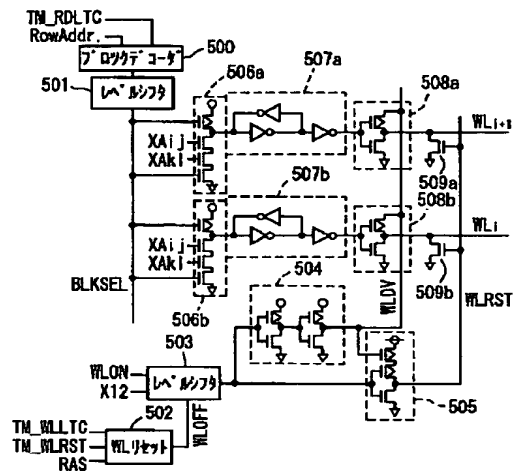 TM_RDLTC
RowAddr.
ブロックデコーダ 500
501
レベルシフタ
506a
507a
508a
XAij
XAkl
WLi+1
509a
507b
508b
XAij
XAkl
WLi
BLKSEL
506b
504
WLDV
509b
WLRST
503
WLON
X12
レベルシフタ
502
WLOFF
TM_WLLTC
TM_WLRST
RAS
WLリセット
505